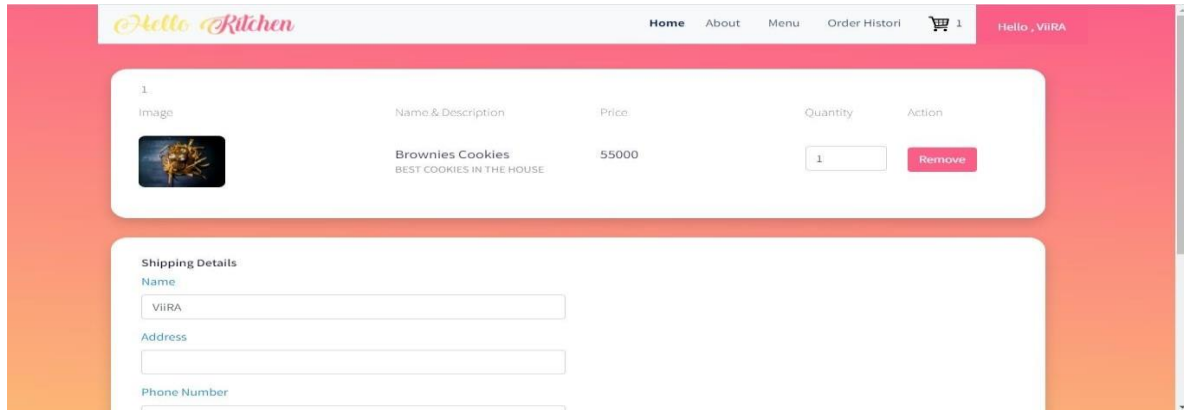 Hello Kitchen
Home About Menu Order Histori 1 Hello , ViiRA
1
Image Name & Description Price Quantity Action
Brownies Cookies 55000 1 Remove
BEST COOKIES IN THE HOUSE
Shipping Details
Name
ViiRA
Address
Phone Number